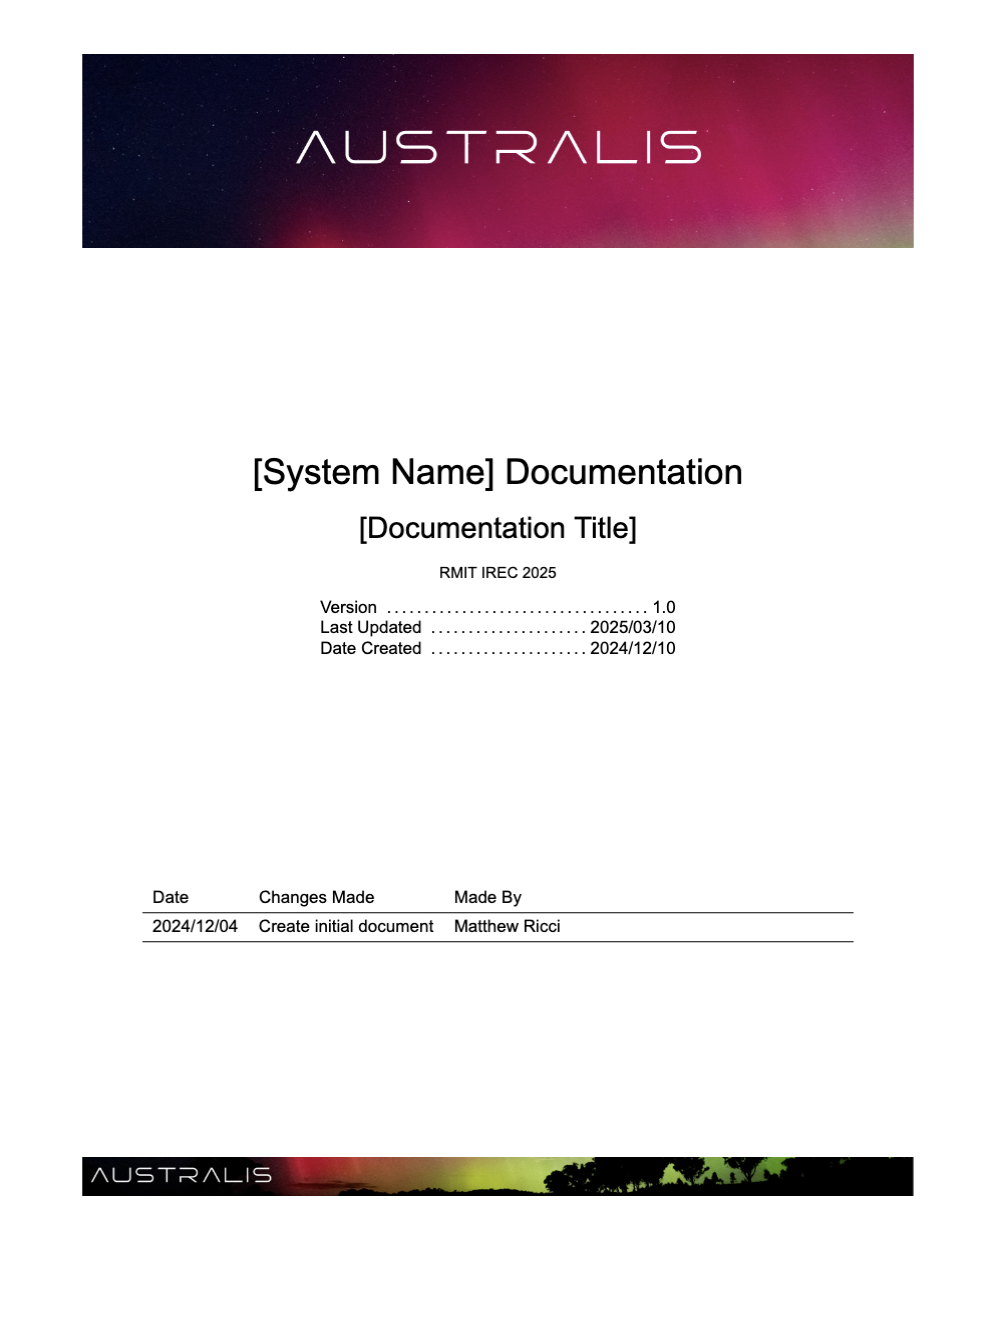 AUSTRALIS
[System Name] Documentation
[Documentation Title]
RMIT IREC 2025
Version ................................... 1.0
Last Updated ..................... 2025/03/10
Date Created ..................... 2024/12/10
Date Changes Made Made By
2024/12/04 Create initial document Matthew Ricci
AUSTRALIS